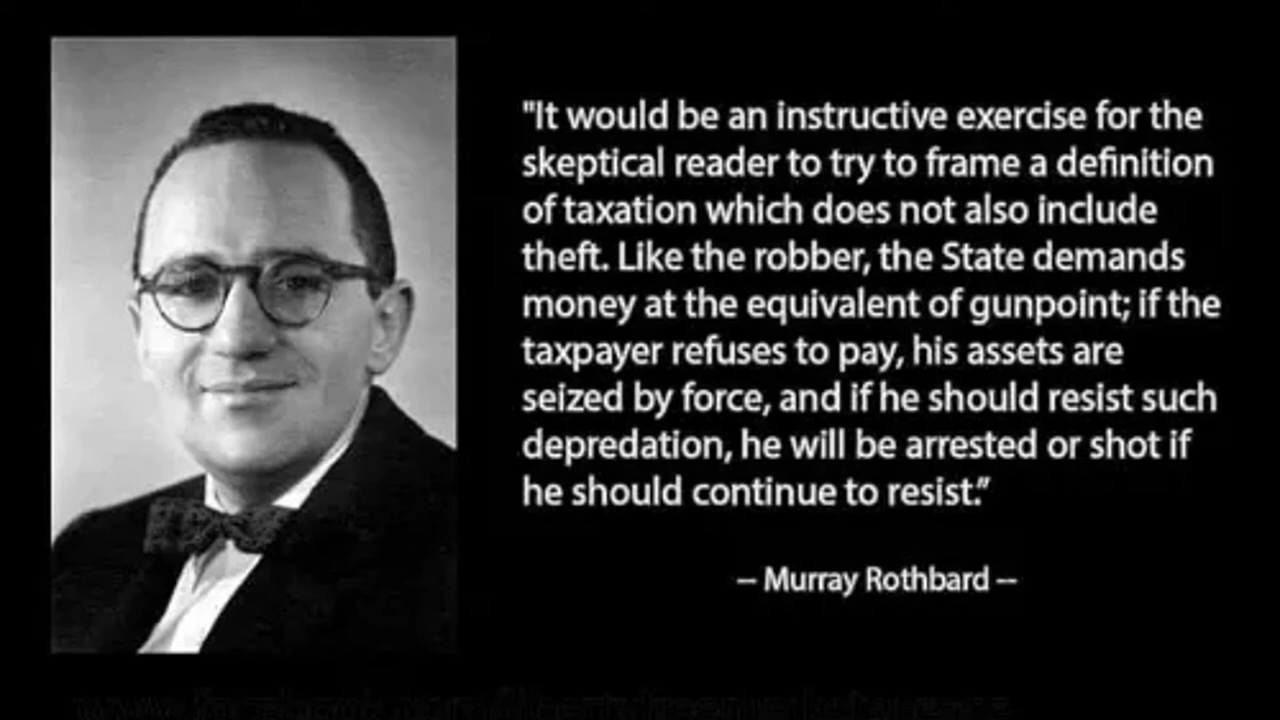 "It would be an instructive exercise for the
skeptical reader to try to frame a definition
of taxation which does not also include
theft. Like the robber, the State demands
money at the equivalent of gunpoint; if the
taxpayer refuses to pay, his assets are
seized by force, and if he should resist such
depredation, he will be arrested or shot if
he should continue to resist."
-- Murray Rothbard --